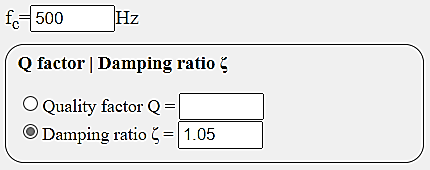 fc= 500 Hz
Q factor | Damping ratio ζ
Quality factor Q =
Damping ratio ζ = 1.05